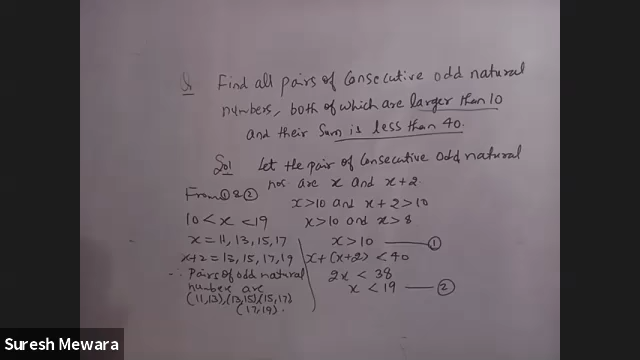 Q Find all pairs of Consecutive odd natural
numbers, both of which are larger than 10
and their Sum is less than 40.
Sol Let the pair of Consecutive odd natural
nos. are x and x+2.
x>10 and x+2>10
x>10 and x>8
x>10 —— ①
x+(x+2) <40
2x < 38
x < 19 —— ②
From ① & ②
10 < x < 19
x = 11, 13, 15, 17
x+2 = 13, 15, 17, 19
∴ Pairs of odd natural
numbers are
(11,13), (13,15), (15,17)
(17,19).
Suresh Mewara